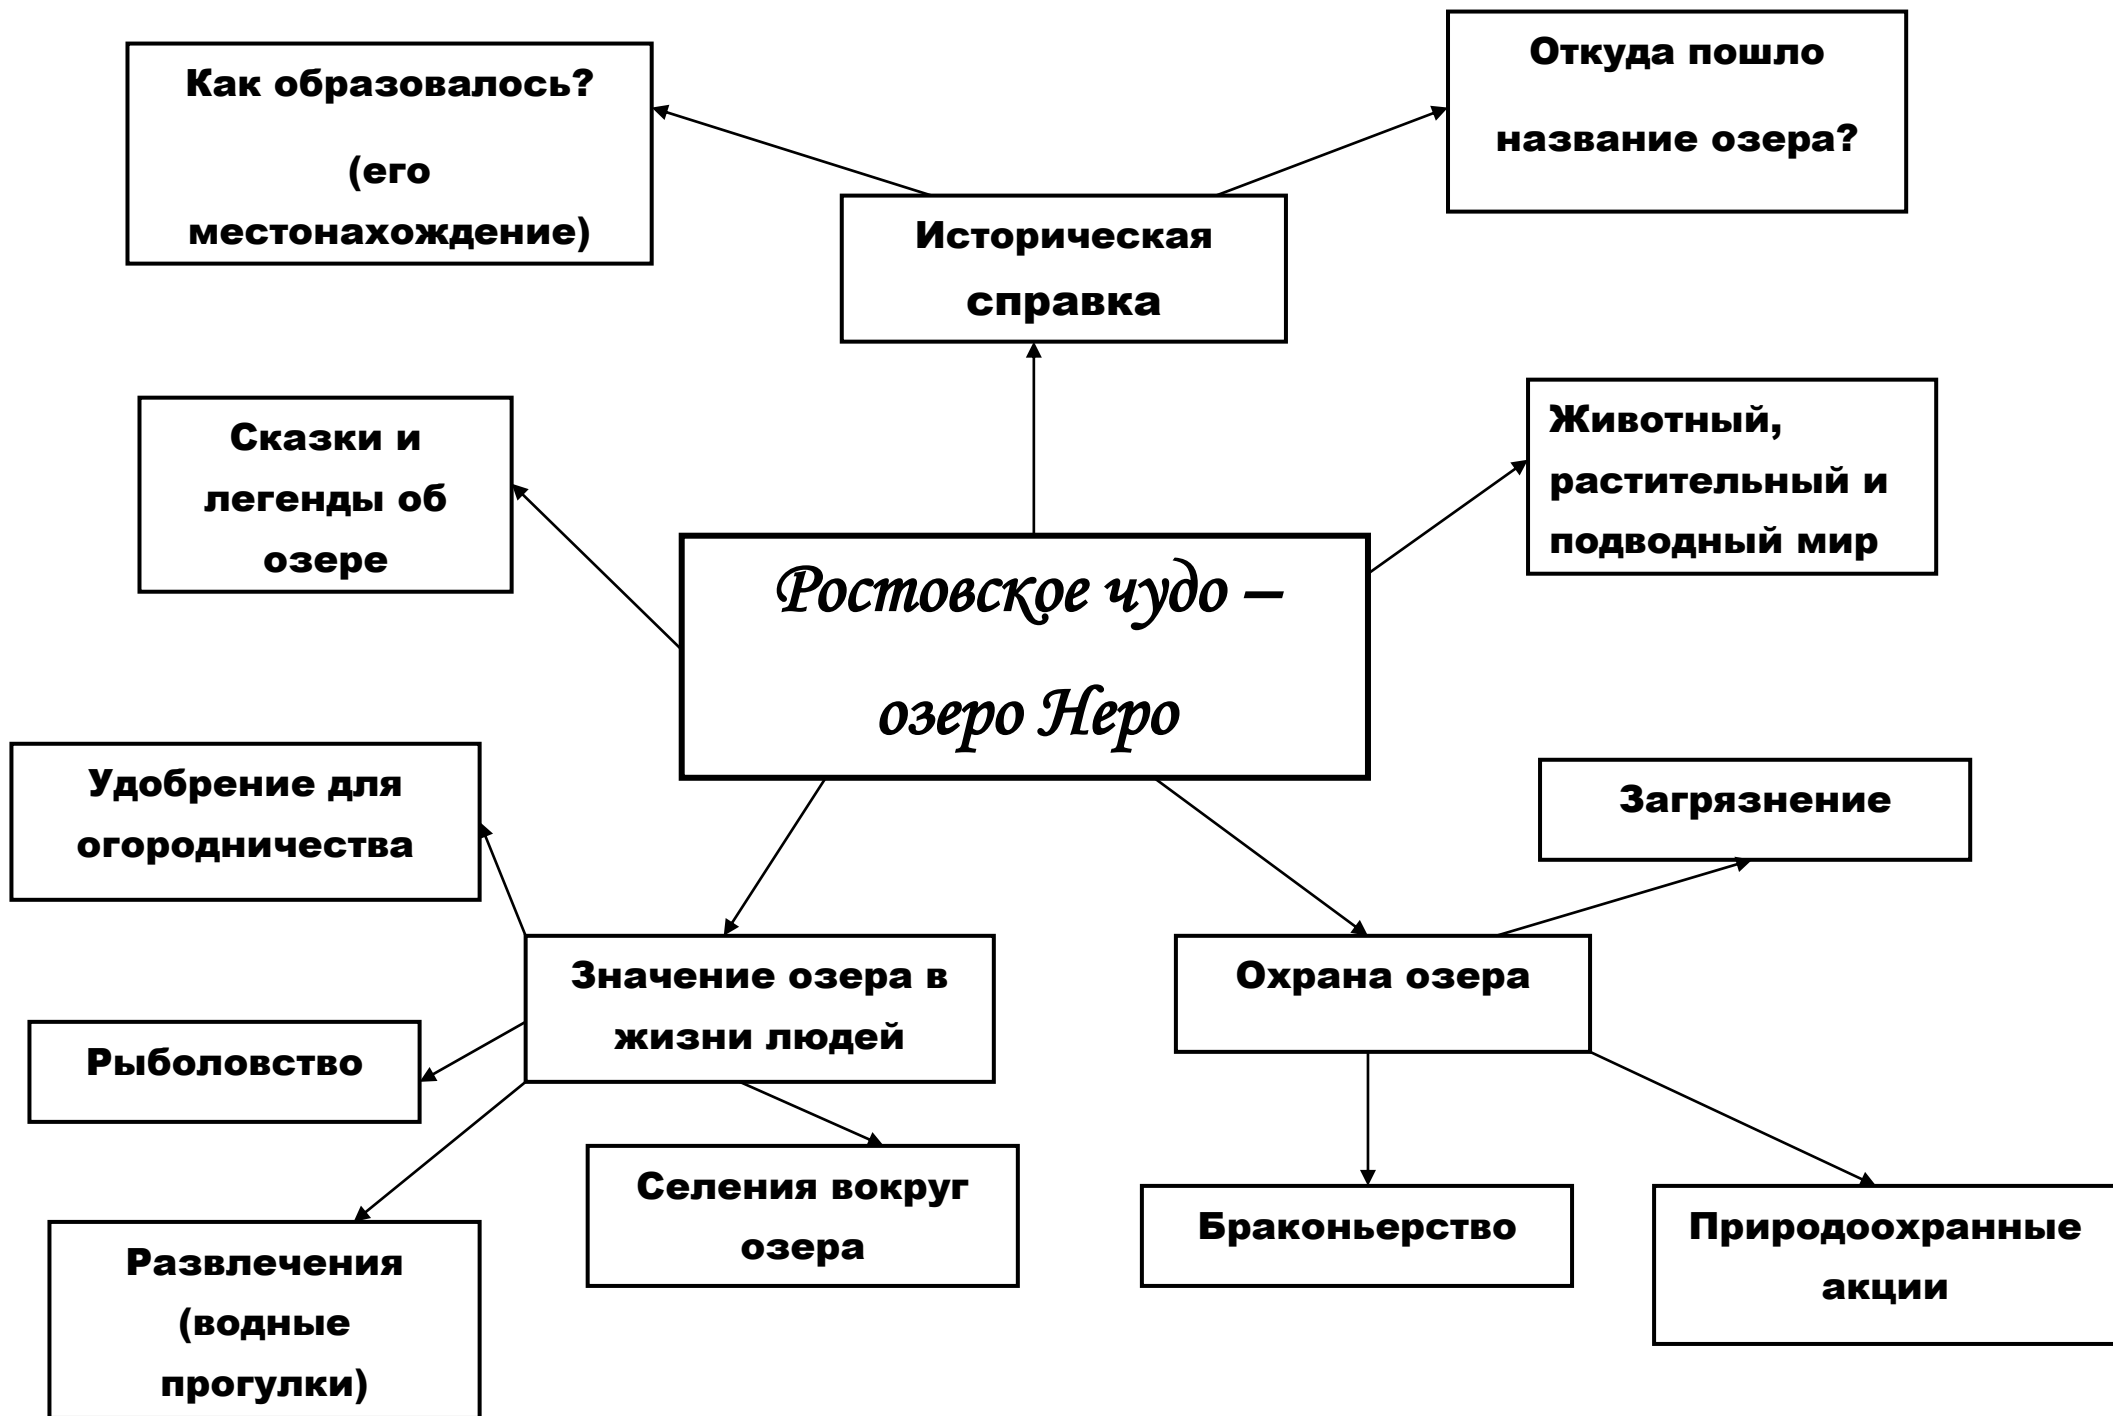 Как образовалось?
(его
местонахождение)
Откуда пошло
название озера?
Историческая
справка
Сказки и
легенды об
озере
Животный,
растительный и
подводный мир
Ростовское чудо –
озеро Неро
Удобрение для
огородничества
Загрязнение
Значение озера в
жизни людей
Охрана озера
Рыболовство
Селения вокруг
озера
Браконьерство
Природоохранные
акции
Развлечения
(водные
прогулки)